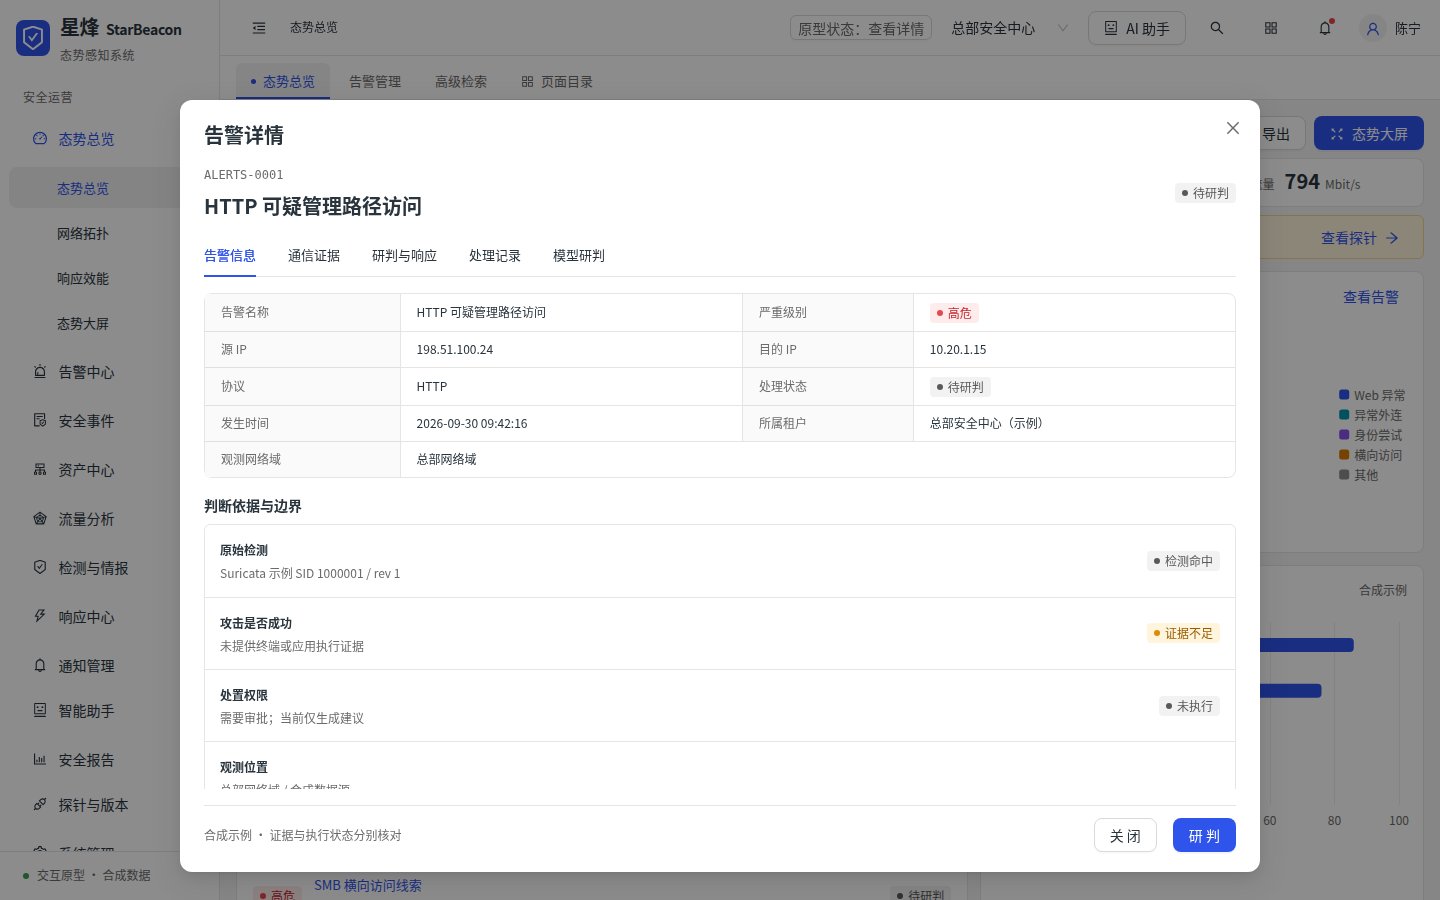 星烽 StarBeacon
态势感知系统
安全运营
态势总览
态势总览
网络拓扑
响应效能
态势大屏
告警中心
安全事件
资产中心
流量分析
检测与情报
响应中心
通知管理
智能助手
安全报告
探针与版本
系统管理
交互原型 · 合成数据
态势总览
原型状态：查看详情
总部安全中心
AI 助手
陈宁
态势总览
告警管理
高级检索
页面目录
导出
态势大屏
量 794 Mbit/s
查看探针
查看告警
Web 异常
异常外连
身份尝试
横向访问
其他
合成示例
60 80 100
告警详情
ALERTS-0001
HTTP 可疑管理路径访问
待研判
告警信息 通信证据 研判与响应 处理记录 模型研判
告警名称 HTTP 可疑管理路径访问 严重级别 高危
源 IP 198.51.100.24 目的 IP 10.20.1.15
协议 HTTP 处理状态 待研判
发生时间 2026-09-30 09:42:16 所属租户 总部安全中心（示例）
观测网络域 总部网络域
判断依据与边界
原始检测
Suricata 示例 SID 1000001 / rev 1
检测命中
攻击是否成功
未提供终端或应用执行证据
证据不足
处置权限
需要审批；当前仅生成建议
未执行
观测位置
总部网络域 / 合成数据源
合成示例 · 证据与执行状态分别核对
关 闭
研 判
高危 SMB 横向访问线索 待研判